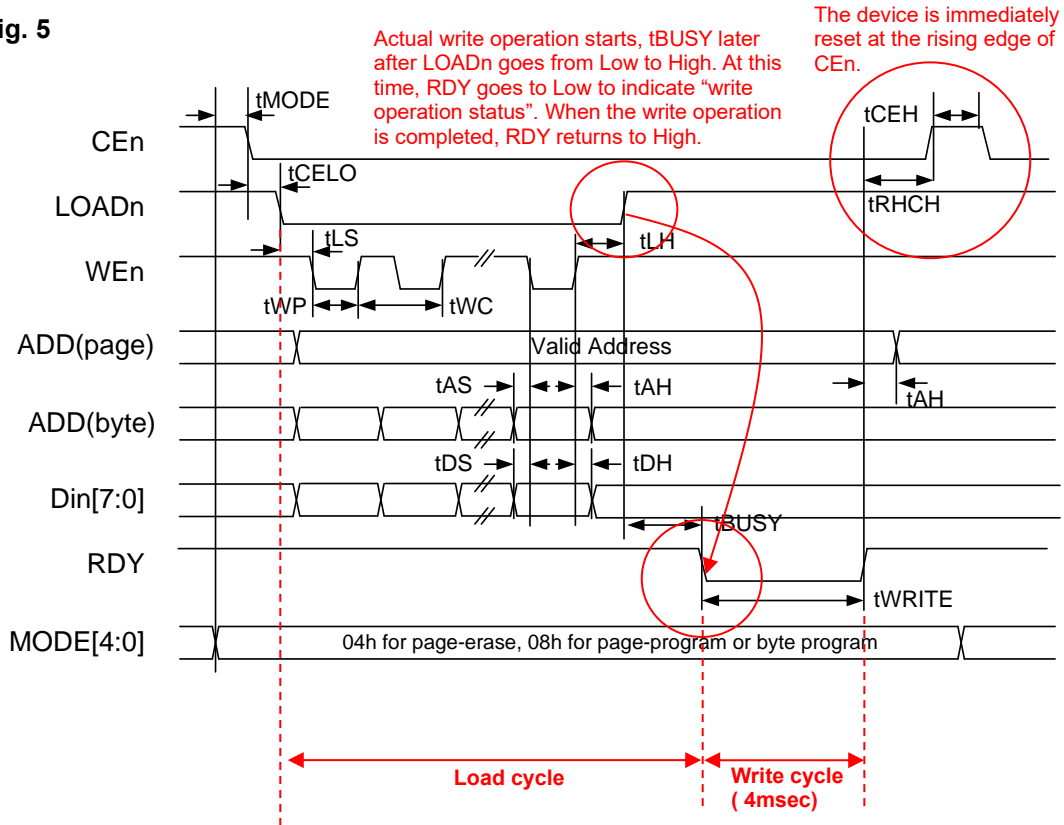 ig. 5
Actual write operation starts, tBUSY later
after LOADn goes from Low to High. At this
time, RDY goes to Low to indicate “write
operation status”. When the write operation
is completed, RDY returns to High.
The device is immediately
reset at the rising edge of
CEn.
tMODE
tCEH
CEn
tCELO
LOADn
tRHCH
tLS
tLH
WEn
tWP
tWC
ADD(page)
Valid Address
tAS
tAH
tAH
ADD(byte)
tDS
tDH
Din[7:0]
tBUSY
RDY
tWRITE
MODE[4:0]
04h for page-erase, 08h for page-program or byte program
Load cycle
Write cycle
( 4msec)